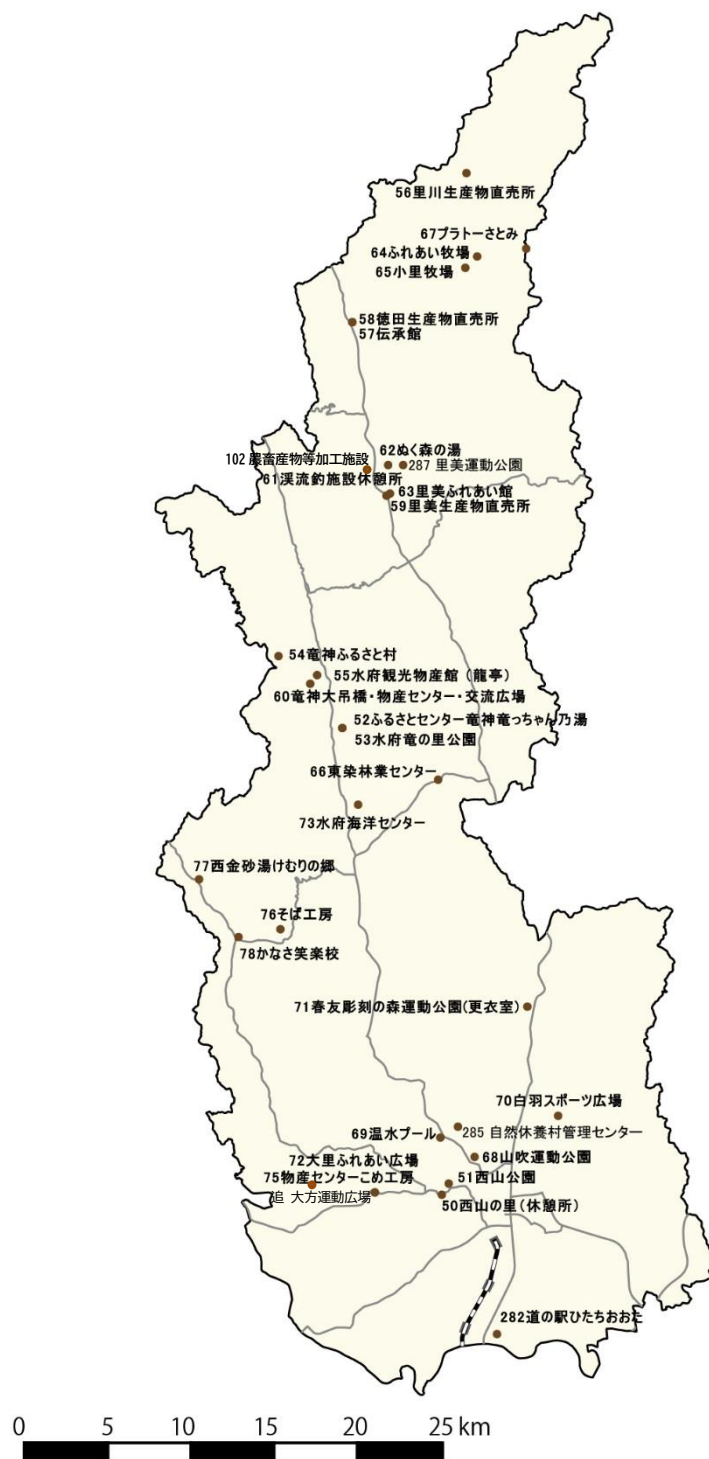 56里川生産物直売所
67プラトーさとみ
64ふれあい牧場
65小里牧場
58徳田生産物直売所
57伝承館
62ぬく森の湯
102 農畜産物等加工施設
287 里美運動公園
61渓流釣施設休憩所
63里美ふれあい館
59里美生産物直売所
54竜神ふるさと村
55水府観光物産館（龍亭）
60竜神大吊橋・物産センター・交流広場
52ふるさとセンター竜神竜っちゃん乃湯
53水府竜の里公園
66東染林業センター
73水府海洋センター
77西金砂湯けむりの郷
76そば工房
78かなさ笑楽校
71春友彫刻の森運動公園(更衣室)
70白羽スポーツ広場
69温水プール
285 自然休養村管理センター
72大里ふれあい広場
68山吹運動公園
75物産センターこめ工房
51西山公園
追 大方運動広場
50西山の里(休憩所)
282道の駅ひたちおおた
0 5 10 15 20 25 km